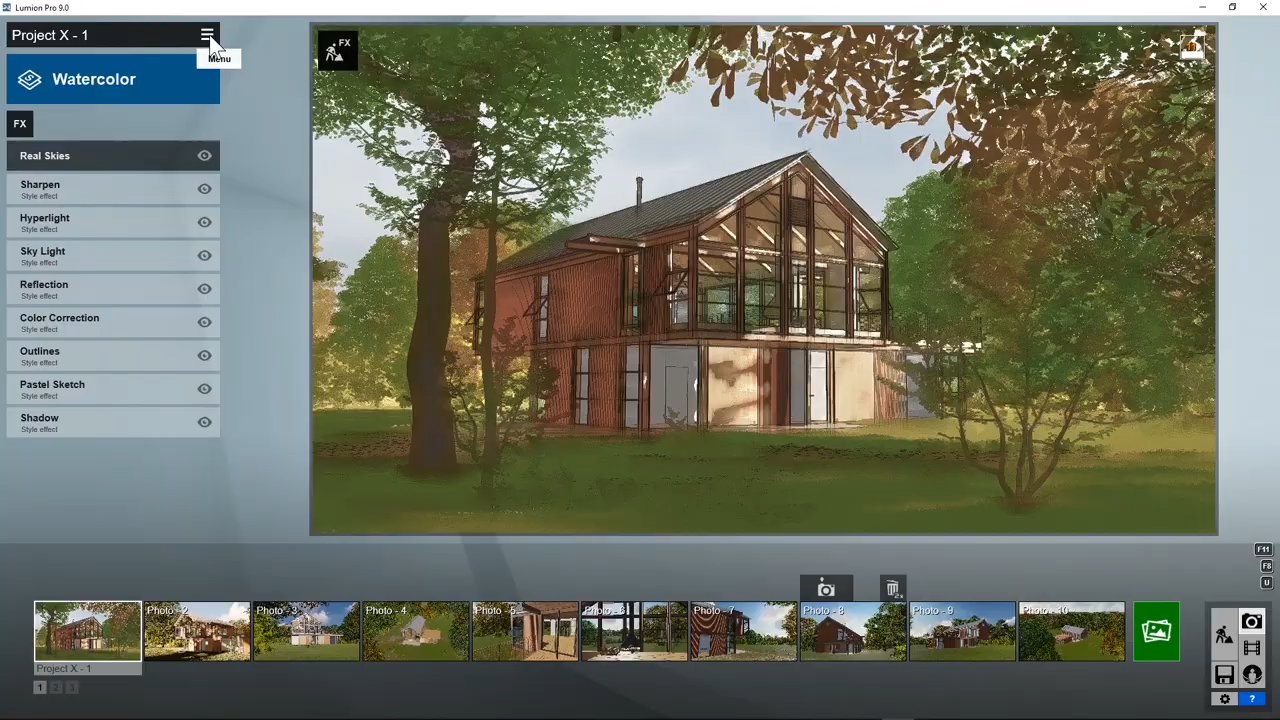 Lumion Pro 9.0
Project X - 1
Menu
Watercolor
FX
FX
Real Skies
Sharpen
Style effect
Hyperlight
Style effect
Sky Light
Style effect
Reflection
Style effect
Color Correction
Style effect
Outlines
Style effect
Pastel Sketch
Style effect
Shadow
Style effect
F11
F8
U
2x
Photo - 2
Photo - 3
Photo - 4
Photo - 5
Photo - 6
Photo - 7
Photo - 8
Photo - 9
Photo - 10
Project X - 1
1 2 3
?